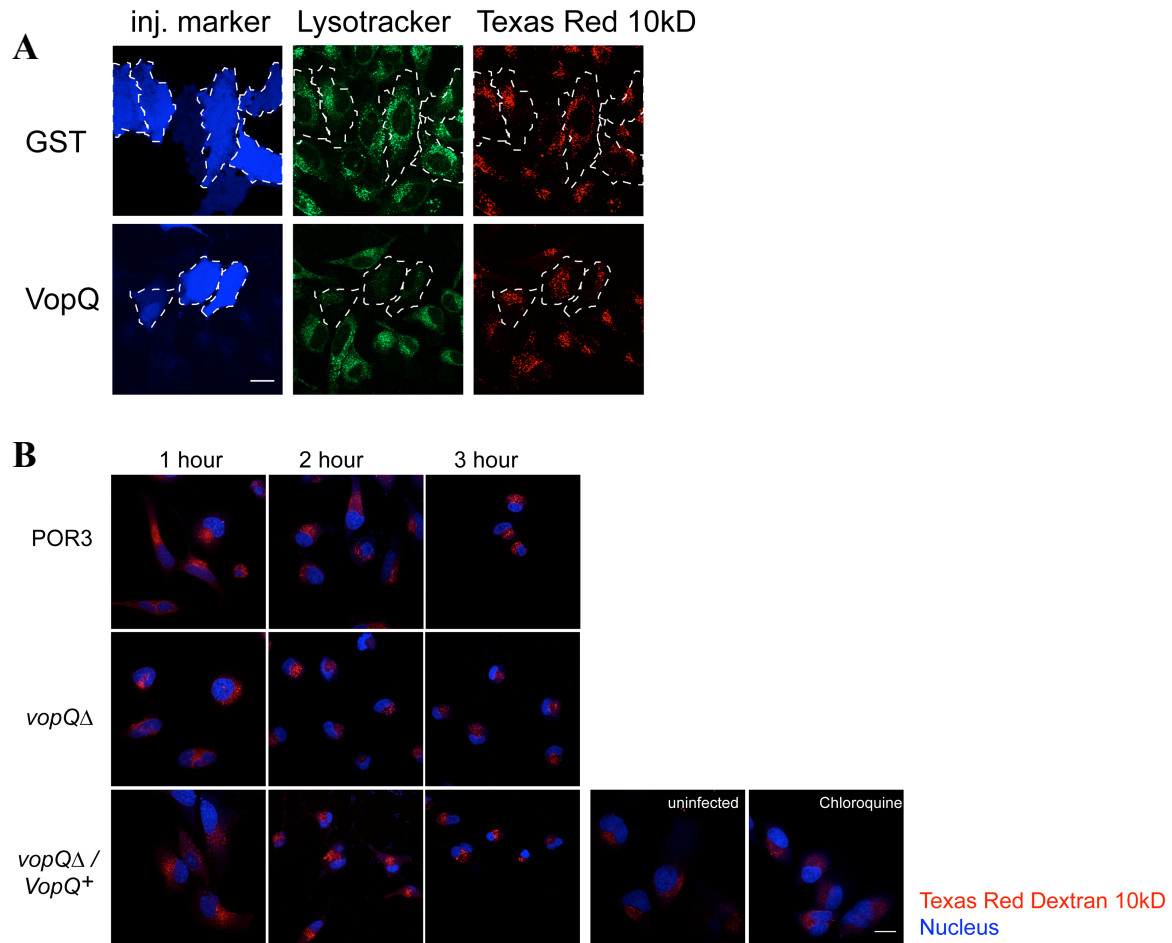 A
inj. marker Lysotracker Texas Red 10kD
GST
VopQ
B
1 hour 2 hour 3 hour
POR3
vopQΔ
vopQΔ /
VopQ⁺
uninfected
Chloroquine
Texas Red Dextran 10kD
Nucleus